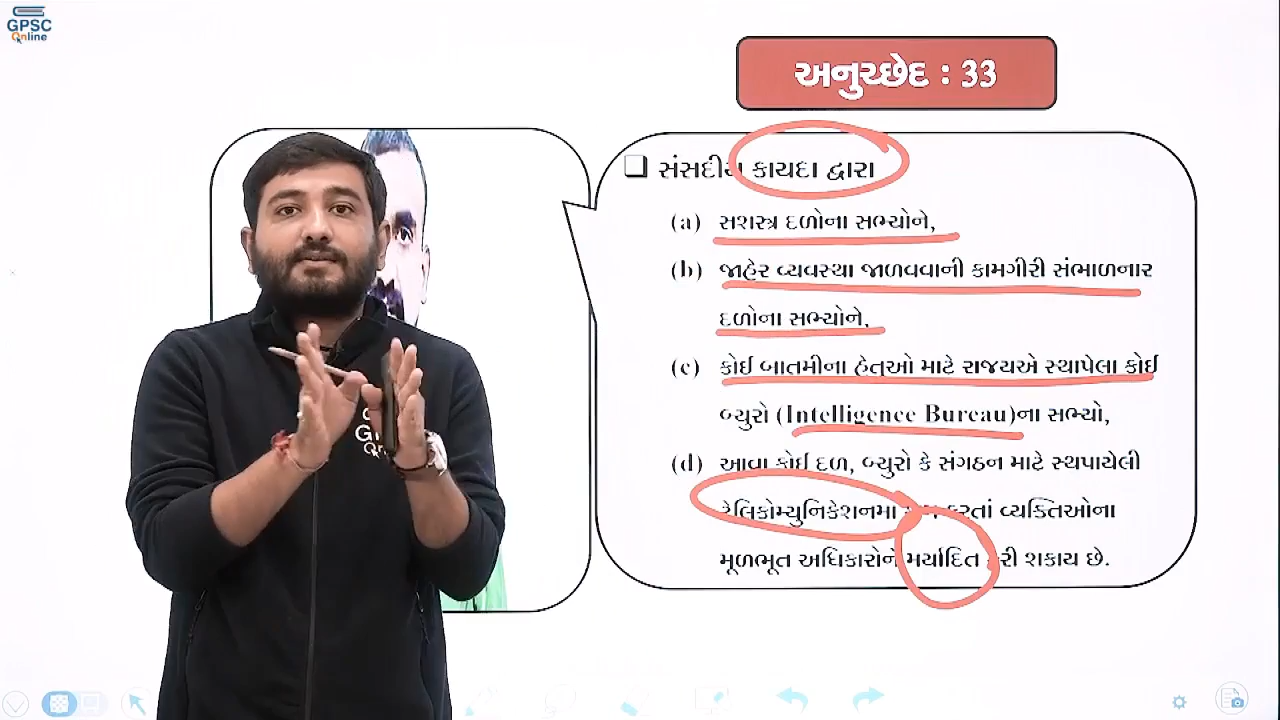 GPSC
Online
અનુચ્છેદ : 33
સંસદીય કાયદા દ્વારા
(a) સશસ્ત્ર દળોના સભ્યોને,
(b) જાહેર વ્યવસ્થા જાળવવાની કામગીરી સંભાળનાર
દળોના સભ્યોને,
(c) કોઈ બાતમીના હેતુઓ માટે રાજયએ સ્થાપેલા કોઈ
બ્યુરો (Intelligence Bureau)ના સભ્યો,
(d) આવા કોઈ દળ, બ્યુરો કે સંગઠન માટે સ્થપાયેલી
ટેલિકોમ્યુનિકેશનમા કરતાં વ્યક્તિઓના
મૂળભૂત અધિકારોને મર્યાદિત કરી શકાય છે.